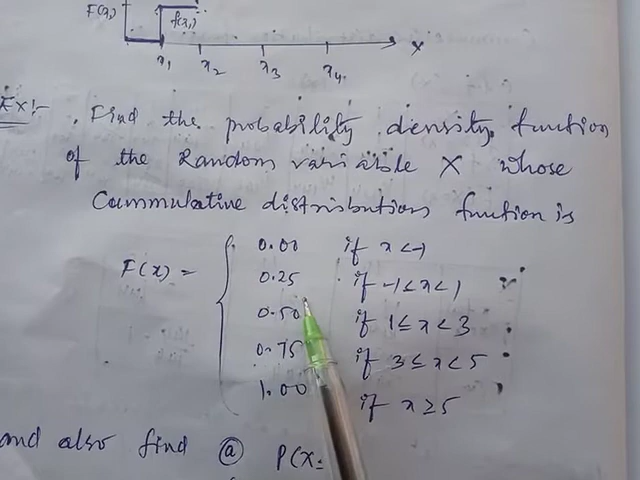 F(x,)
f(x,)
x1 x2 x3 x4 X
Ex:- Find the probability density function
of the Random variable X whose
Cummulative distribution function is
F(x) = { 0.00 if x<-1
0.25 if -1≤x<1
0.50 if 1≤x<3
0.75 if 3≤x<5
1.00 if x≥5
and also find (a) P(X=